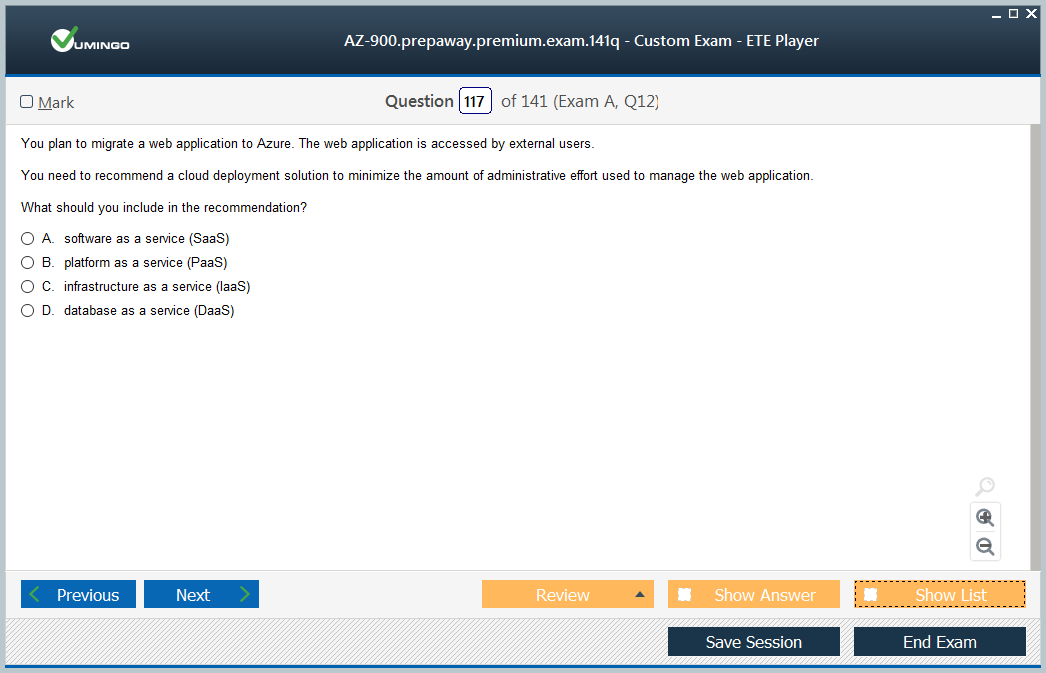 VUMINGO
AZ-900.prepaway.premium.exam.141q - Custom Exam - ETE Player
Mark
Question 117 of 141 (Exam A, Q12)
You plan to migrate a web application to Azure. The web application is accessed by external users.
You need to recommend a cloud deployment solution to minimize the amount of administrative effort used to manage the web application.
What should you include in the recommendation?
A. software as a service (SaaS)
B. platform as a service (PaaS)
C. infrastructure as a service (IaaS)
D. database as a service (DaaS)
Previous Next Review Show Answer Show List
Save Session End Exam